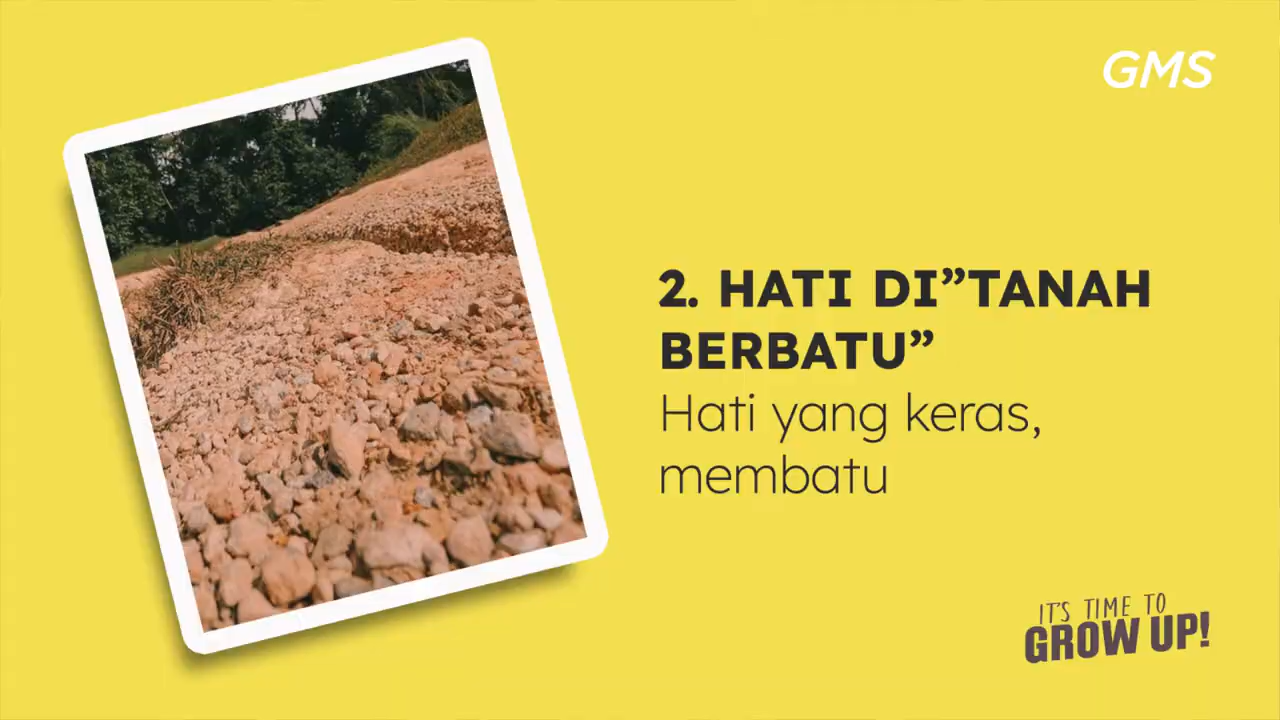 GMS
2. HATI DI”TANAH
BERBATU”
Hati yang keras,
membatu
IT'S TIME TO
GROW UP!